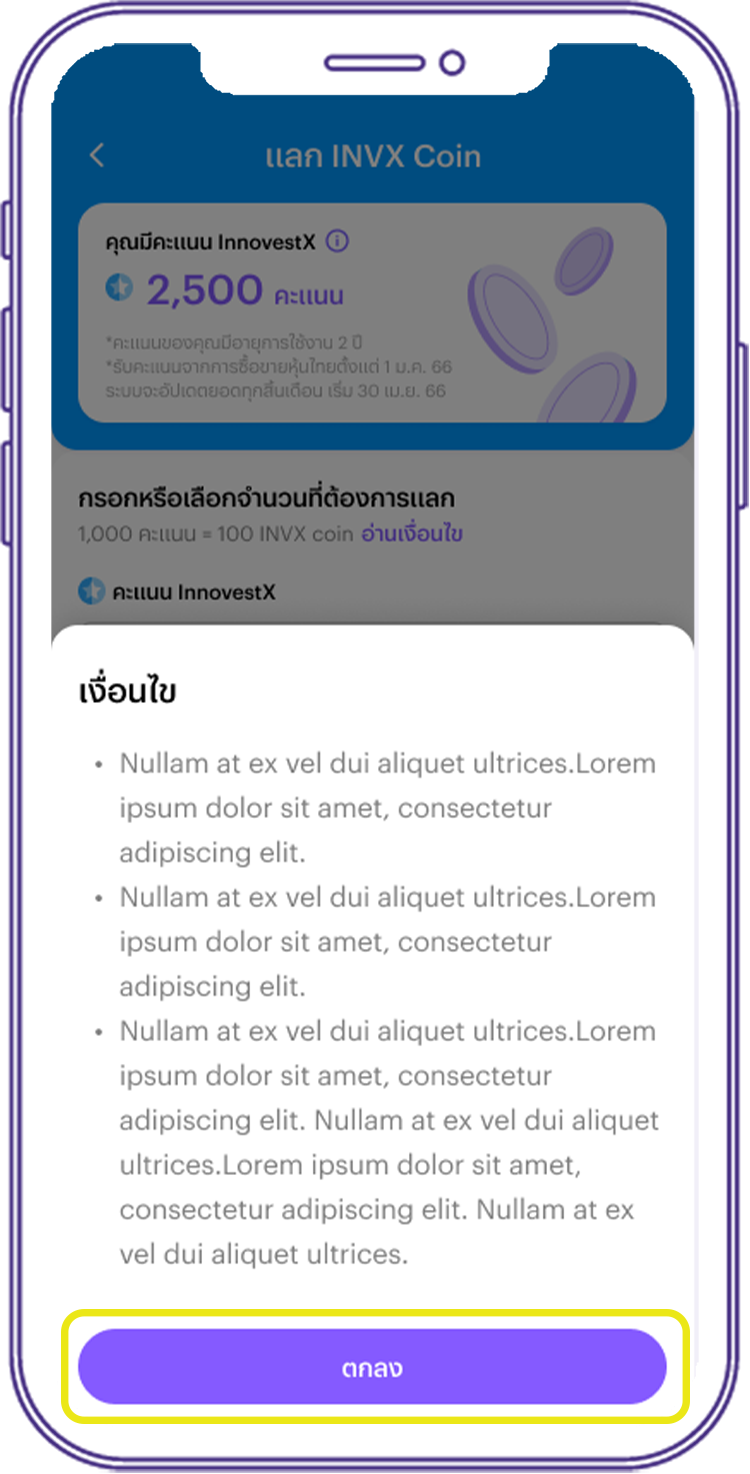 แลก INVX Coin
คุณมีคะแนน InnovestX
2,500 คะแนน
*คะแนนของคุณมีอายุการใช้งาน 2 ปี
*รับคะแนนจากการซื้อขายหุ้นไทยตั้งแต่ 1 ม.ค. 66
ระบบจะอัปเดตยอดทุกสิ้นเดือน เริ่ม 30 เม.ย. 66
กรอกหรือเลือกจำนวนที่ต้องการแลก
1,000 คะแนน = 100 INVX coin อ่านเงื่อนไข
คะแนน InnovestX
เงื่อนไข
• Nullam at ex vel dui aliquet ultrices.Lorem
ipsum dolor sit amet, consectetur
adipiscing elit.
• Nullam at ex vel dui aliquet ultrices.Lorem
ipsum dolor sit amet, consectetur
adipiscing elit.
• Nullam at ex vel dui aliquet ultrices.Lorem
ipsum dolor sit amet, consectetur
adipiscing elit. Nullam at ex vel dui aliquet
ultrices.Lorem ipsum dolor sit amet,
consectetur adipiscing elit. Nullam at ex
vel dui aliquet ultrices.
ตกลง